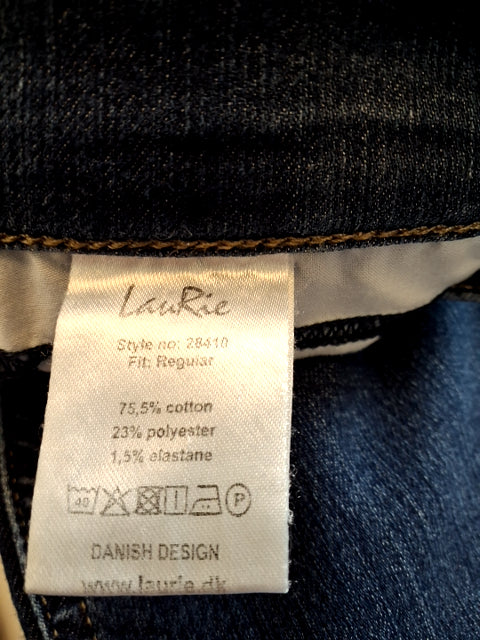 LauRie
Style no: 28410
Fit: Regular
75,5% cotton
23% polyester
1,5% elastane
40 P
DANISH DESIGN
www.laurie.dk